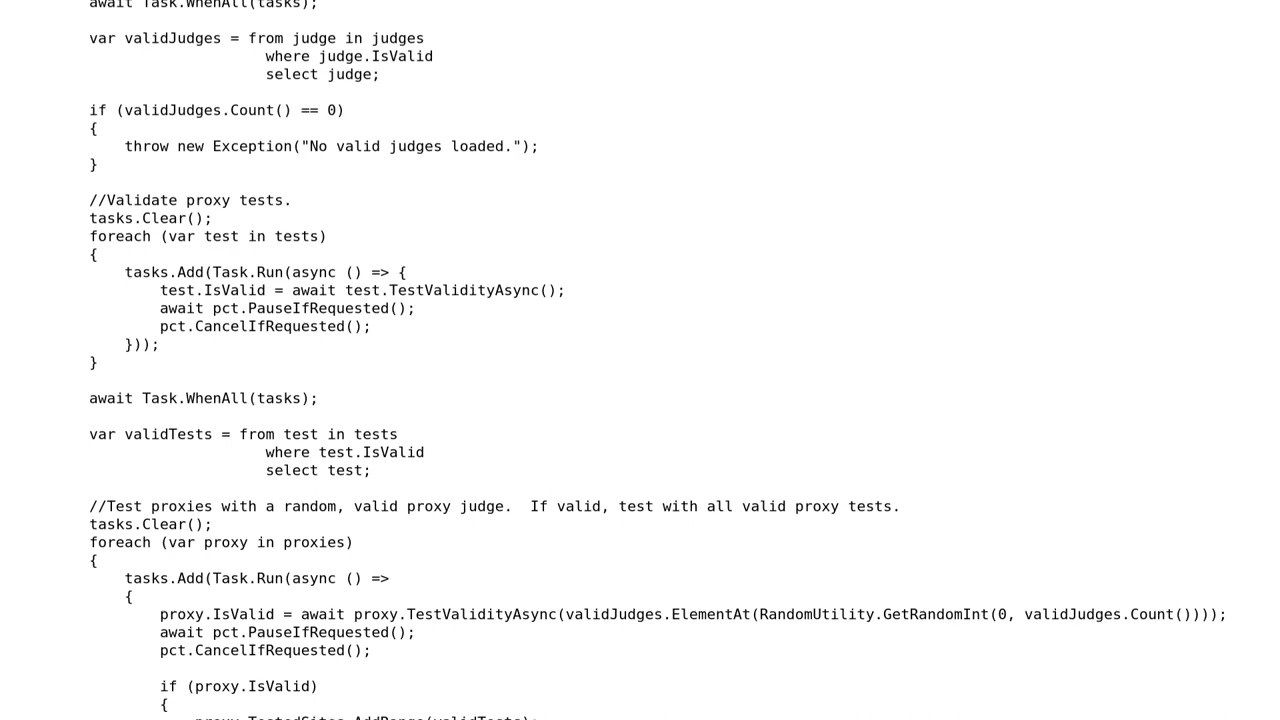 await Task.WhenAll(tasks);
var validJudges = from judge in judges
where judge.IsValid
select judge;
if (validJudges.Count() == 0)
{
throw new Exception("No valid judges loaded.");
}
//Validate proxy tests.
tasks.Clear();
foreach (var test in tests)
{
tasks.Add(Task.Run(async () => {
test.IsValid = await test.TestValidityAsync();
await pct.PauseIfRequested();
pct.CancelIfRequested();
}));
}
await Task.WhenAll(tasks);
var validTests = from test in tests
where test.IsValid
select test;
//Test proxies with a random, valid proxy judge.  If valid, test with all valid proxy tests.
tasks.Clear();
foreach (var proxy in proxies)
{
tasks.Add(Task.Run(async () =>
{
proxy.IsValid = await proxy.TestValidityAsync(validJudges.ElementAt(RandomUtility.GetRandomInt(0, validJudges.Count())));
await pct.PauseIfRequested();
pct.CancelIfRequested();
if (proxy.IsValid)
{
proxy.TestedSites.AddRange(validTests);